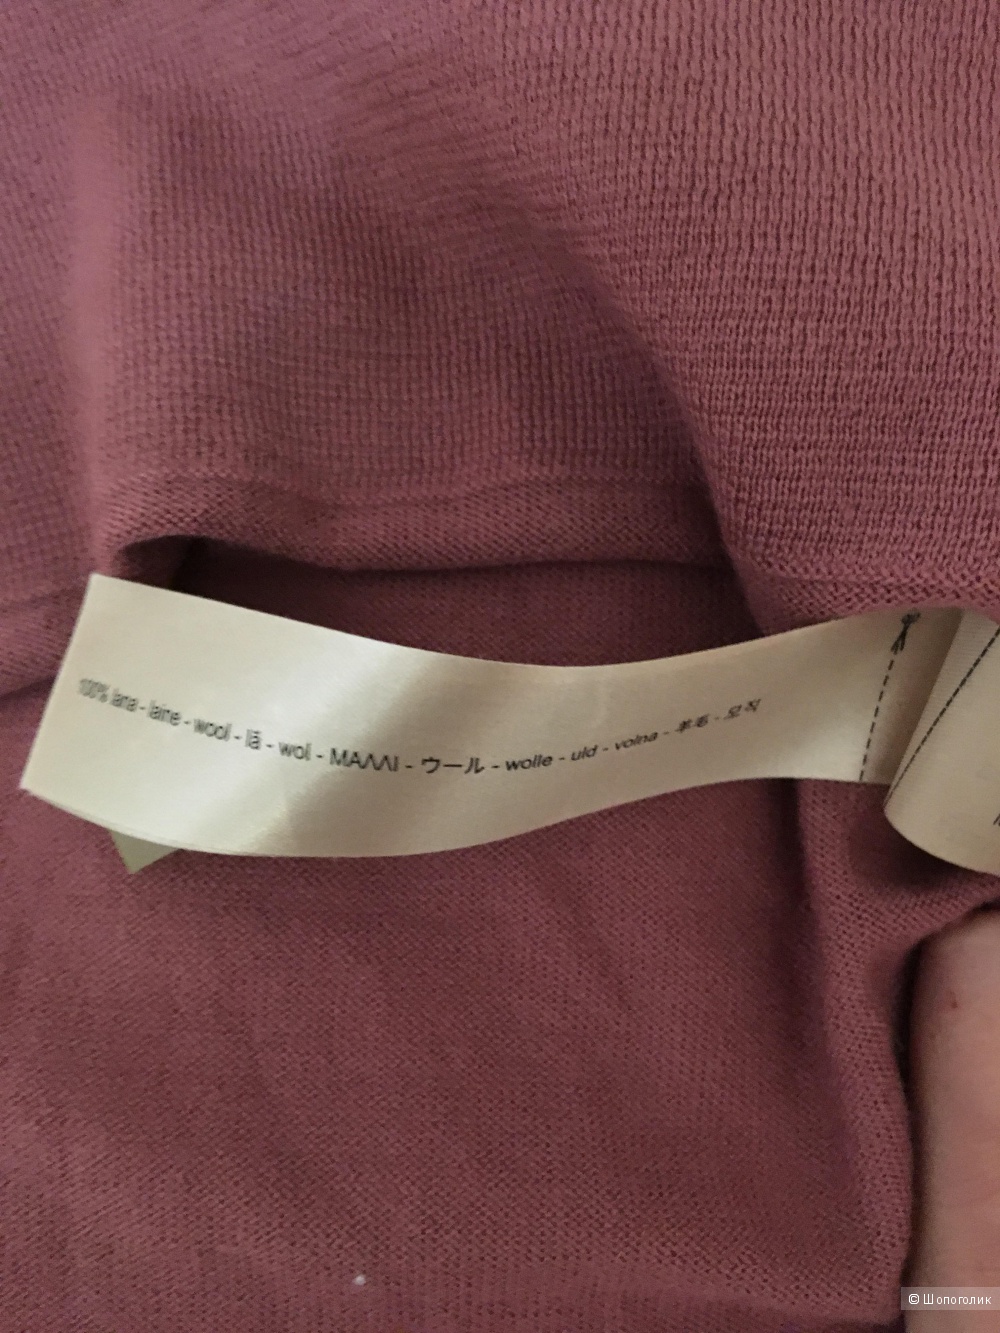 100% lana - laine - wool - lã - wol - ΜΑΛΛΙ - ウール - wolle - uld - volna - 羊毛 - 모직
© Шопоголик